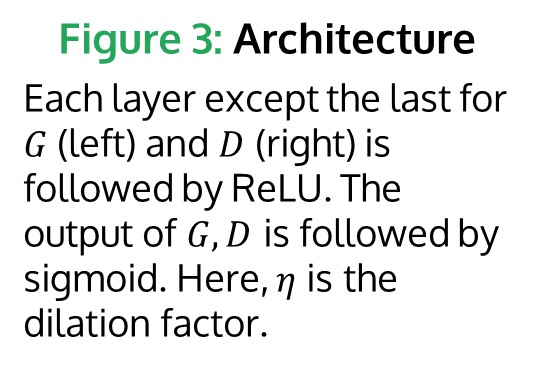 Figure 3: Architecture
Each layer except the last for
G (left) and D (right) is
followed by ReLU. The
output of G, D is followed by
sigmoid. Here, η is the
dilation factor.